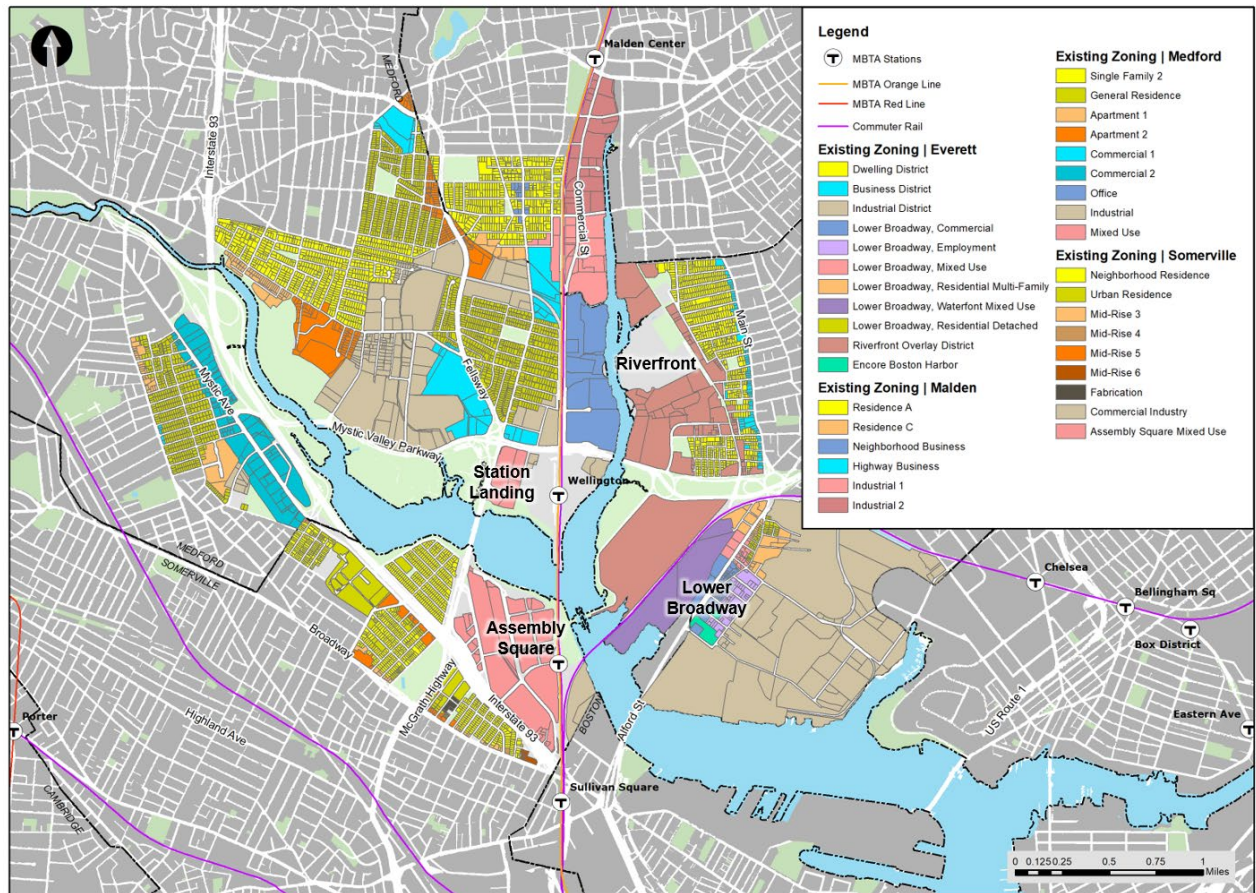 Legend
MBTA Stations
MBTA Orange Line
MBTA Red Line
Commuter Rail
Existing Zoning | Everett
Dwelling District
Business District
Industrial District
Lower Broadway, Commercial
Lower Broadway, Employment
Lower Broadway, Mixed Use
Lower Broadway, Residential Multi-Family
Lower Broadway, Waterfont Mixed Use
Lower Broadway, Residential Detached
Riverfront Overlay District
Encore Boston Harbor
Existing Zoning | Malden
Residence A
Residence C
Neighborhood Business
Highway Business
Industrial 1
Industrial 2
Existing Zoning | Medford
Single Family 2
General Residence
Apartment 1
Apartment 2
Commercial 1
Commercial 2
Office
Industrial
Mixed Use
Existing Zoning | Somerville
Neighborhood Residence
Urban Residence
Mid-Rise 3
Mid-Rise 4
Mid-Rise 5
Mid-Rise 6
Fabrication
Commercial Industry
Assembly Square Mixed Use
T
Malden Center
MEDFORD
MALDEN
Interstate 93
Commercial St
Main St
Riverfront
Fellsway
Mystic Ave
Mystic Valley Parkway
Station
Landing
T
Wellington
MEDFORD
SOMERVILLE
Lower
Broadway
T
Chelsea
T
Bellingham Sq
T
Box District
Assembly
Square
T
Broadway
McGrath Highway
Interstate 93
BOSTON
Alford St
US Route 1
Eastern Ave
T
Porter
T
Highland Ave
CAMBRIDGE
T
Sullivan Square
0 0.125 0.25 0.5 0.75 1
Miles